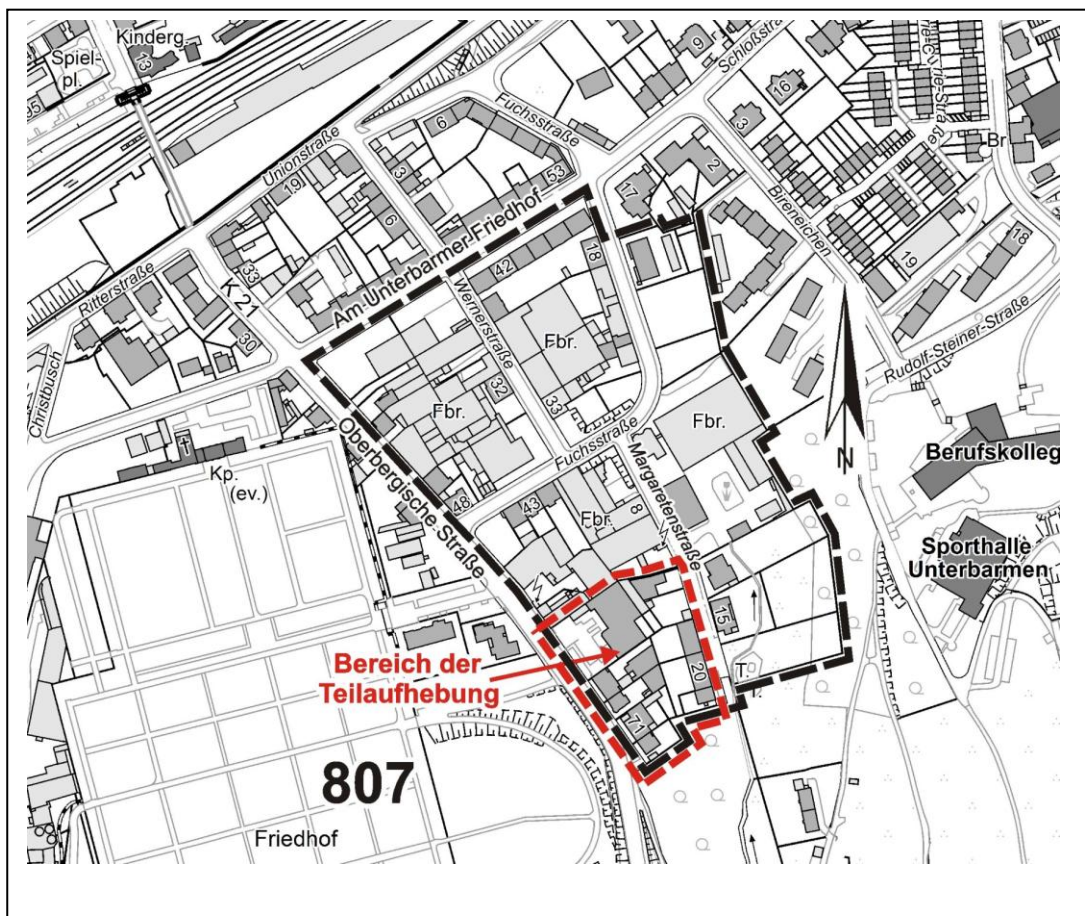 Kinderg.
13
Spiel-
pl.
35
9
Schloßstraße
16
Fuchsstraße
6
3
Br
Unionstraße
19
3
53
2
17
6
Bireneichen
18
19
Am Unterbarmer Friedhof
42
18
33
K 21
Ritterstraße
30
Wernerstraße
Rudolf-Steiner-Straße
Christbusch
Fbr.
32
Fbr.
33
Fbr.
N
Berufskolleg
Kp.
(ev.)
Oberbergische Straße
Fuchsstraße
Margaretenstraße
48
43
Fbr.
8
Sporthalle
Unterbarmen
15
Bereich der
Teilaufhebung
20
T.
71
807
Friedhof